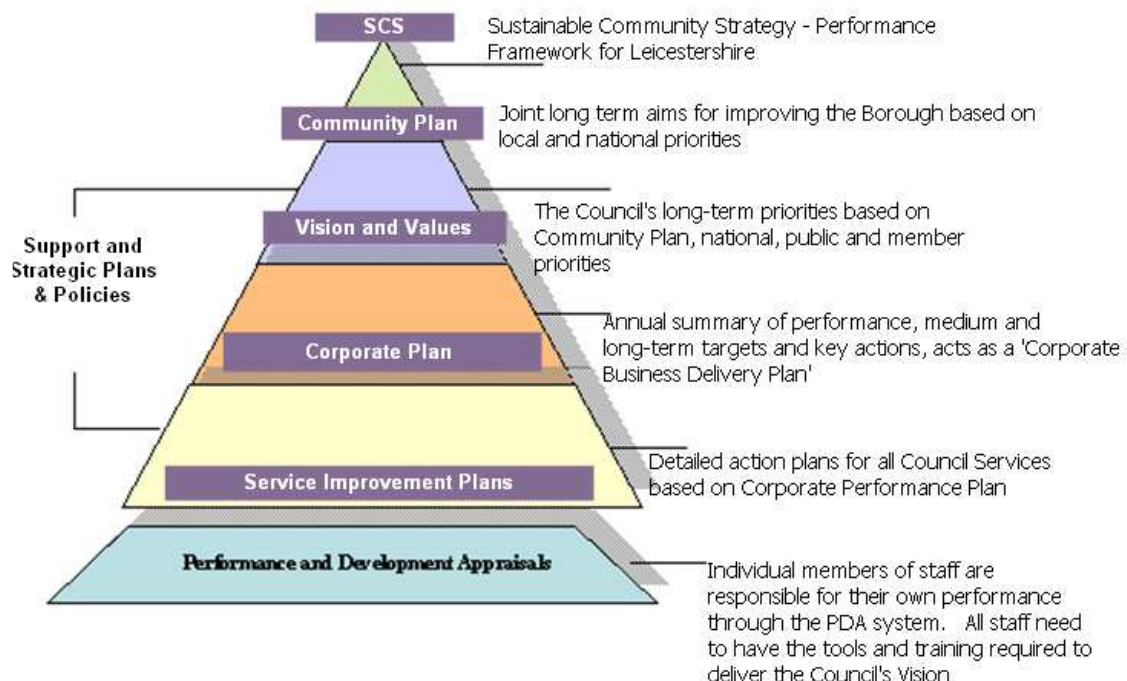 SCS
Sustainable Community Strategy - Performance
Framework for Leicestershire
Community Plan
Joint long term aims for improving the Borough based on
local and national priorities
Vision and Values
The Council's long-term priorities based on
Community Plan, national, public and member
priorities
Support and
Strategic Plans
& Policies
Corporate Plan
Annual summary of performance, medium and
long-term targets and key actions, acts as a 'Corporate
Business Delivery Plan'
Service Improvement Plans
Detailed action plans for all Council Services
based on Corporate Performance Plan
Performance and Development Appraisals
Individual members of staff are
responsible for their own performance
through the PDA system. All staff need
to have the tools and training required to
deliver the Council's Vision